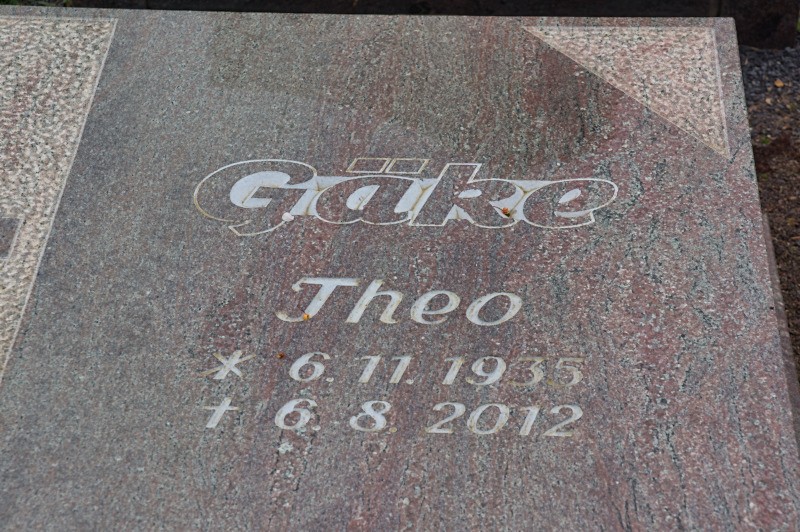 Gäke
Theo
* 6. 11. 1935
† 6. 8. 2012